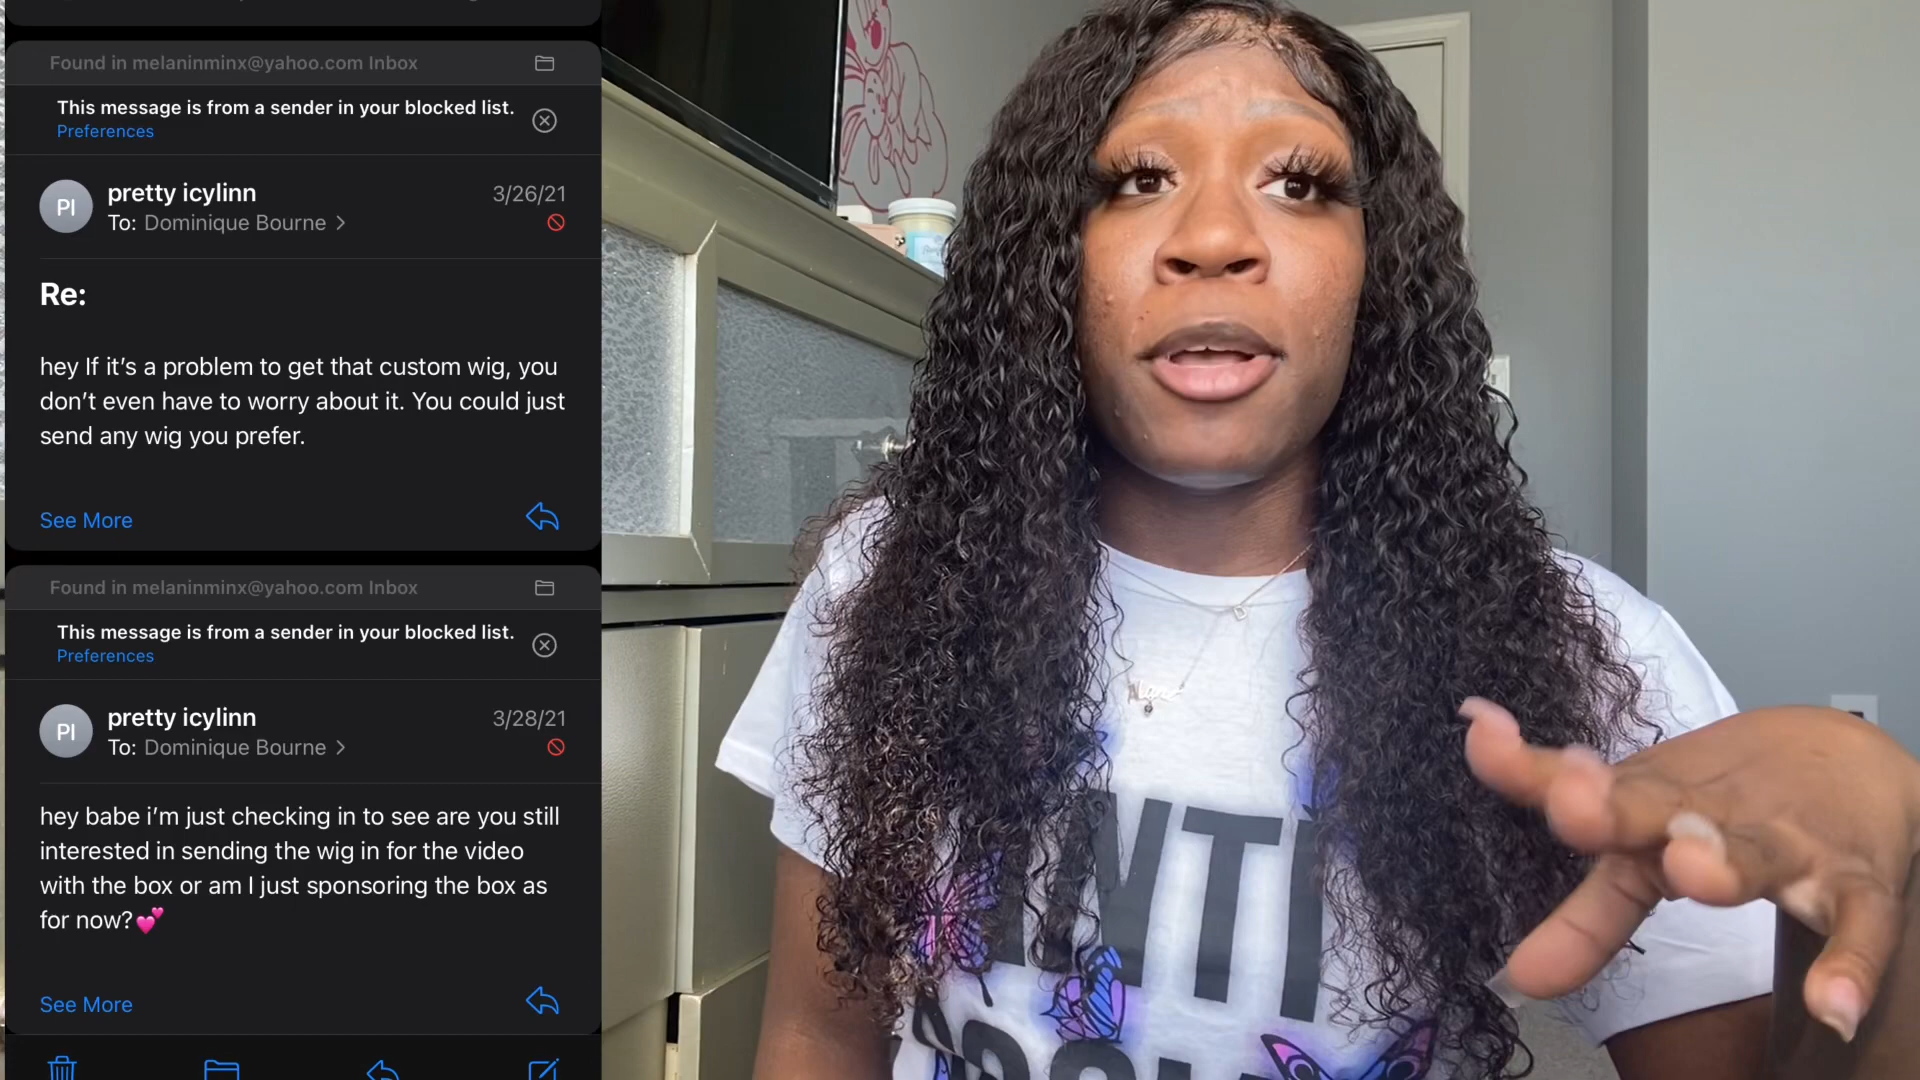 Found in melaninminx@yahoo.com Inbox
This message is from a sender in your blocked list.
Preferences
PI
pretty icylinn
3/26/21
To: Dominique Bourne
Re:
hey If it's a problem to get that custom wig, you
don't even have to worry about it. You could just
send any wig you prefer.
See More
Found in melaninminx@yahoo.com Inbox
This message is from a sender in your blocked list.
Preferences
PI
pretty icylinn
3/28/21
To: Dominique Bourne
hey babe i'm just checking in to see are you still
interested in sending the wig in for the video
with the box or am I just sponsoring the box as
for now?💕
See More
ANTI